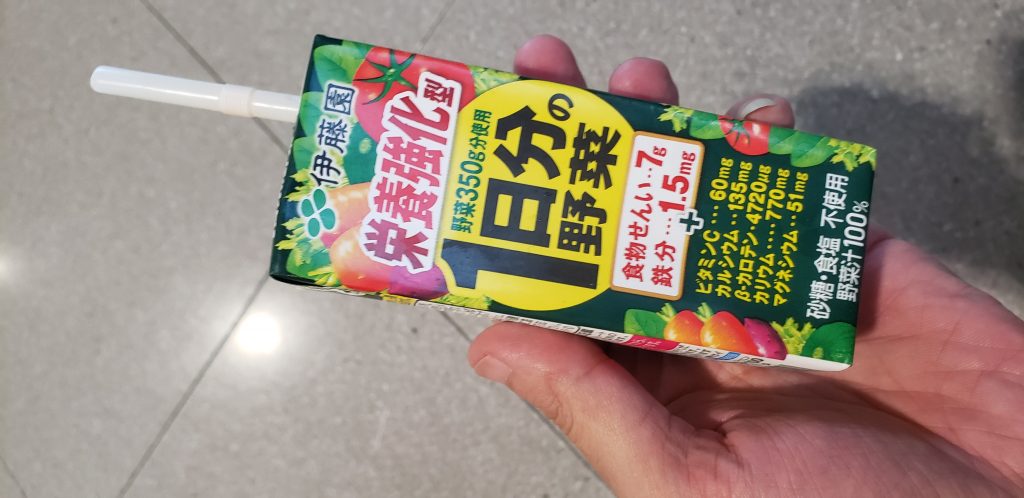 伊藤園
栄養強化型
野菜350g分使用
1日分の
野菜
食物せんい‥7g
鉄分…1.5mg
+
ビタミンC‥‥60mg
カルシウム‥135mg
β-カロテン‥4720μg
カリウム‥‥‥770mg
マグネシウム‥51mg
砂糖・食塩 不使用
野菜汁100%